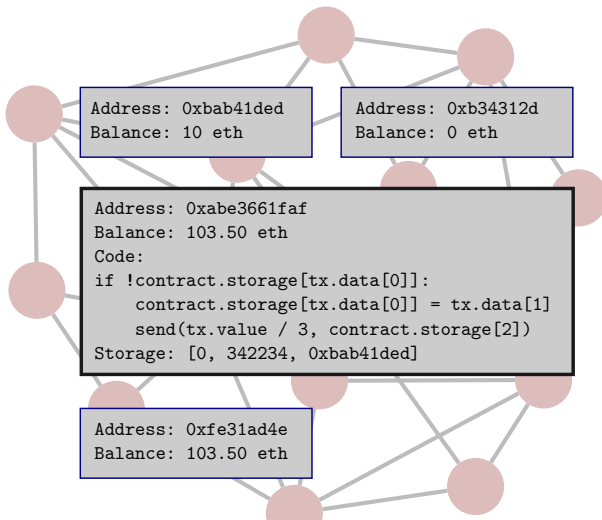 Address: 0xbab41ded
Balance: 10 eth
Address: 0xb34312d
Balance: 0 eth
Address: 0xabe3661faf
Balance: 103.50 eth
Code:
if !contract.storage[tx.data[0]]:
    contract.storage[tx.data[0]] = tx.data[1]
    send(tx.value / 3, contract.storage[2])
Storage: [0, 342234, 0xbab41ded]
Address: 0xfe31ad4e
Balance: 103.50 eth